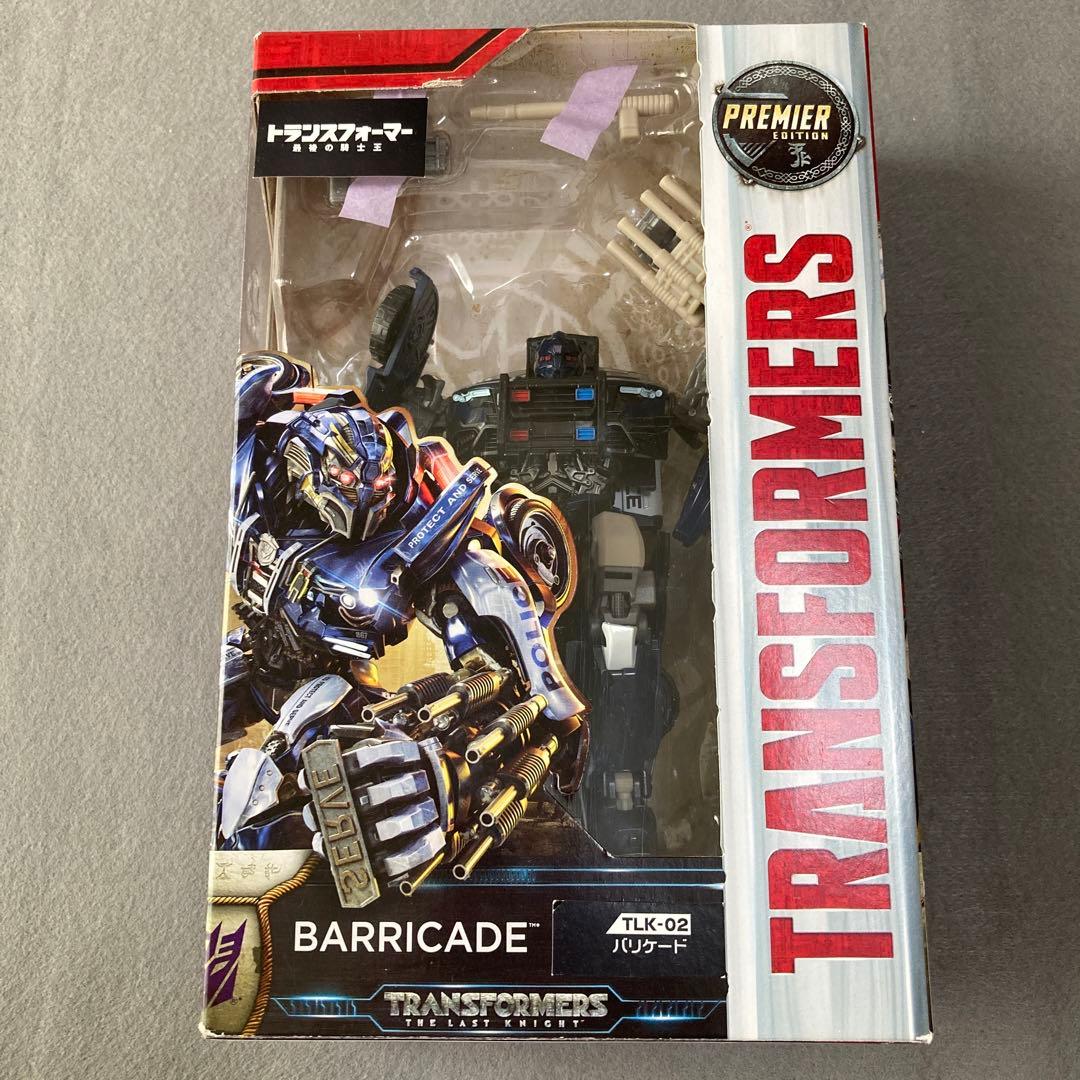 トランスフォーマー
最後の騎士王
PREMIER
EDITION
TRANSFORMERS
PROTECT AND SERVE
POLICE
SERVE
BARRICADE™
TLK-02
バリケード
TRANSFORMERS
THE LAST KNIGHT